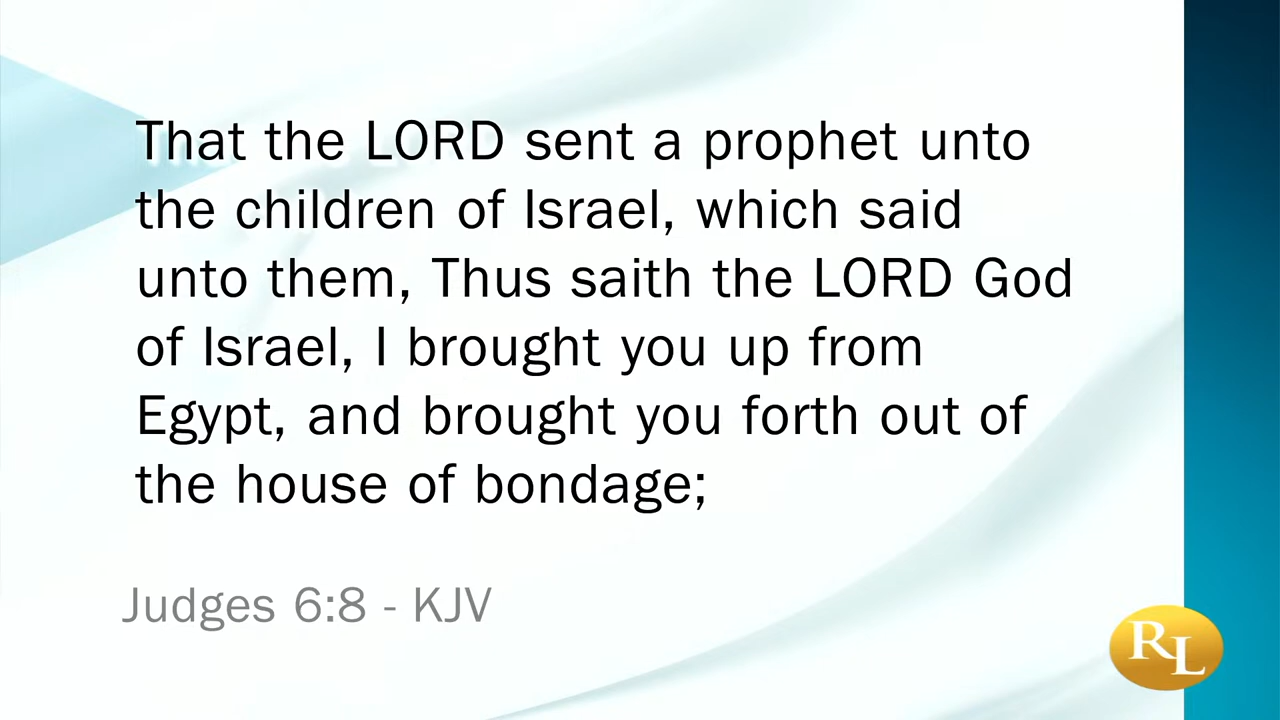 That the LORD sent a prophet unto
the children of Israel, which said
unto them, Thus saith the LORD God
of Israel, I brought you up from
Egypt, and brought you forth out of
the house of bondage;
Judges 6:8 - KJV
RL